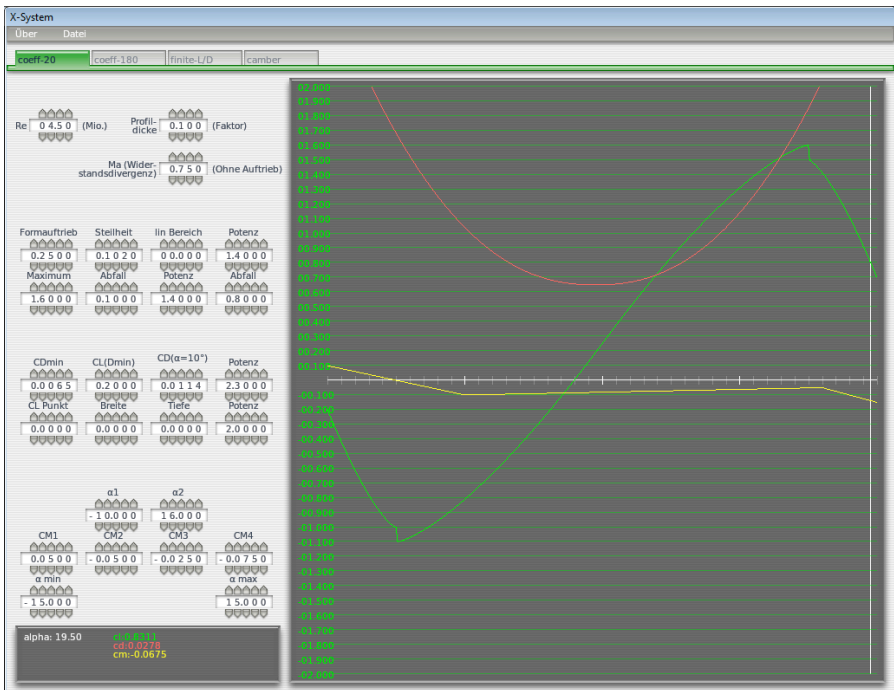 X-System
Über Datei
coeff-20 coeff-180 finite-L/D camber
Re 0 4.5 0 (Mio.) Profil-dicke 0.1 0 0 (Faktor)
Ma (Wider-standsdivergenz) 0.7 5 0 (Ohne Auftrieb)
Formauftrieb Steilheit lin Bereich Potenz
0.2 5 0 0 0.1 0 2 0 0 0.0 0 0 1.4 0 0 0
Maximum Abfall Potenz Abfall
1.6 0 0 0 0.1 0 0 0 1.4 0 0 0 0.8 0 0 0
CDmin CL(Dmin) CD(α=10°) Potenz
0.0 0 6 5 0.2 0 0 0 0.0 1 1 4 2.3 0 0 0
CL Punkt Breite Tiefe Potenz
0.0 0 0 0 0.0 0 0 0 0.0 0 0 0 2.0 0 0 0
α1 α2
- 1 0.0 0 0 1 6.0 0 0
CM1 CM2 CM3 CM4
0.0 5 0 0 - 0.0 5 0 0 - 0.0 2 5 0 - 0.0 7 5 0
α min α max
- 1 5.0 0 0 1 5.0 0 0
alpha: 19.50 cl:0.8311
cd:0.0278
cm:-0.0675
02.000
01.900
01.800
01.700
01.600
01.500
01.400
01.300
01.200
01.100
01.000
00.900
00.800
00.700
00.600
00.500
00.400
00.300
00.200
00.100
-00.100
-00.200
-00.300
-00.400
-00.500
-00.600
-00.700
-00.800
-00.900
-01.000
-01.100
-01.200
-01.300
-01.400
-01.500
-01.600
-01.700
-01.800
-01.900
-02.000